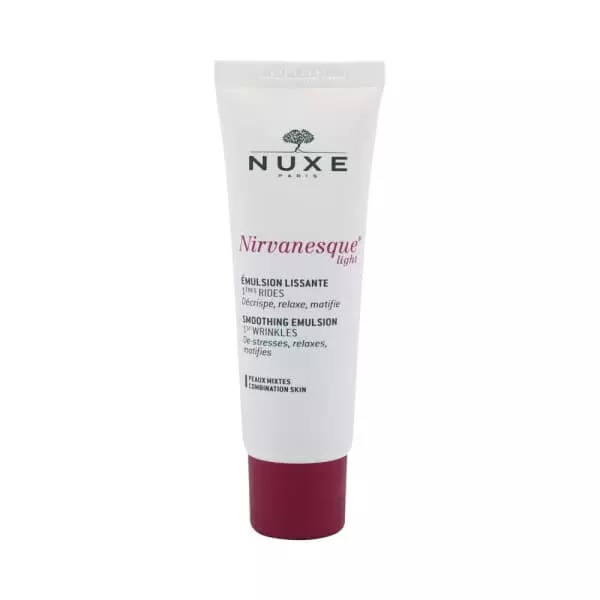 NUXE
PARIS
Nirvanesque®
light
ÉMULSION LISSANTE
1ÈRES RIDES
Décrispe, relaxe, matifie
SMOOTHING EMULSION
1ST WRINKLES
De-stresses, relaxes,
matifies
PEAUX MIXTES
COMBINATION SKIN